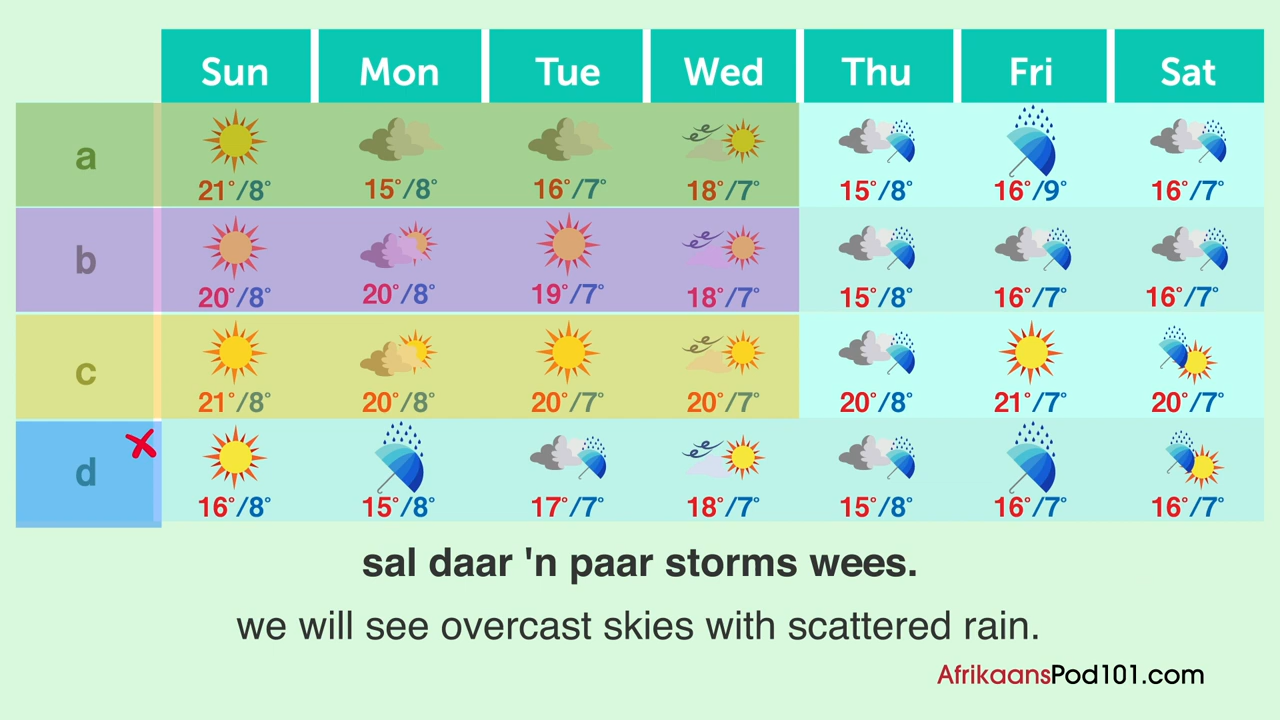 Sun Mon Tue Wed Thu Fri Sat
a
21°/8° 15°/8° 16°/7° 18°/7° 15°/8° 16°/9° 16°/7°
b
20°/8° 20°/8° 19°/7° 18°/7° 15°/8° 16°/7° 16°/7°
c
21°/8° 20°/8° 20°/7° 20°/7° 20°/8° 21°/7° 20°/7°
d
16°/8° 15°/8° 17°/7° 18°/7° 15°/8° 16°/7° 16°/7°
sal daar 'n paar storms wees.
we will see overcast skies with scattered rain.
AfrikaansPod101.com